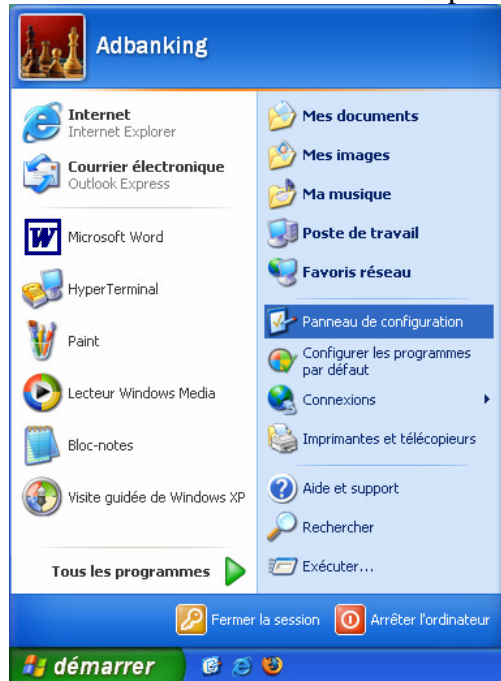 Adbanking
Internet
Internet Explorer
Courrier électronique
Outlook Express
Microsoft Word
HyperTerminal
Paint
Lecteur Windows Media
Bloc-notes
Visite guidée de Windows XP
Tous les programmes
Mes documents
Mes images
Ma musique
Poste de travail
Favoris réseau
Panneau de configuration
Configurer les programmes
par défaut
Connexions
Imprimantes et télécopieurs
Aide et support
Rechercher
Exécuter...
Fermer la session
Arrêter l'ordinateur
démarrer